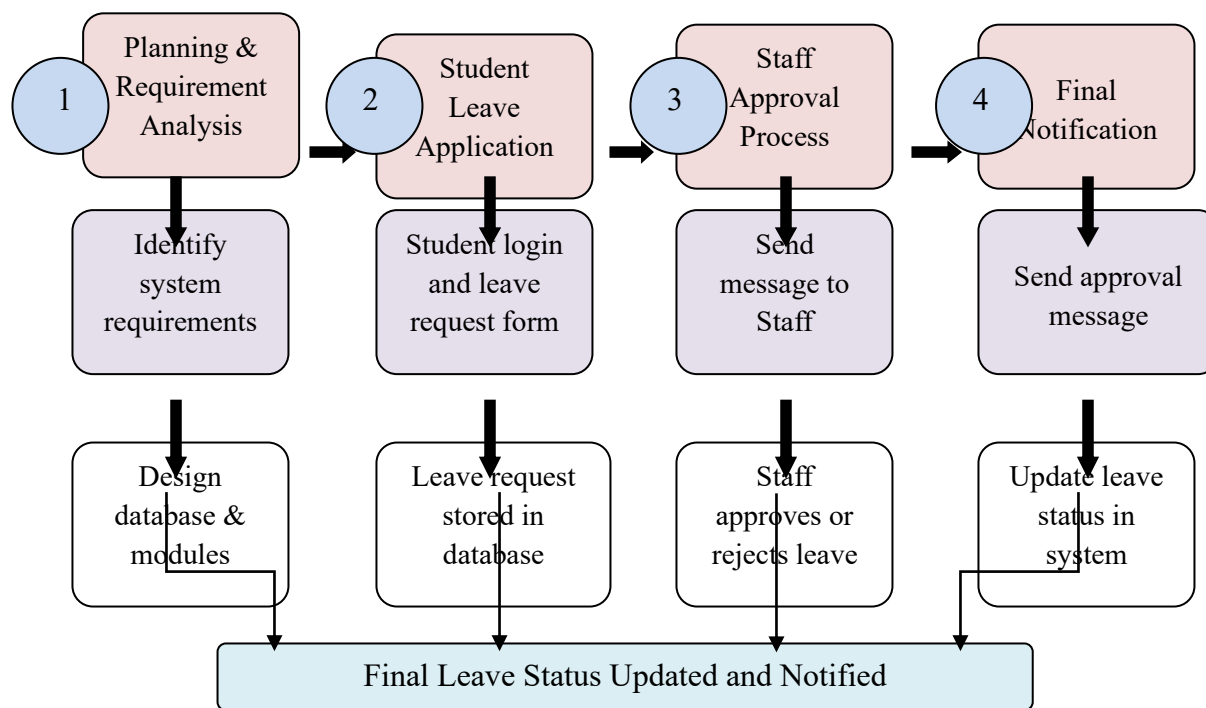 1
Planning &
Requirement
Analysis
2
Student
Leave
Application
3
Staff
Approval
Process
4
Final
Notification
Identify
system
requirements
Student login
and leave
request form
Send
message to
Staff
Send approval
message
Design
database &
modules
Leave request
stored in
database
Staff
approves or
rejects leave
Update leave
status in
system
Final Leave Status Updated and Notified